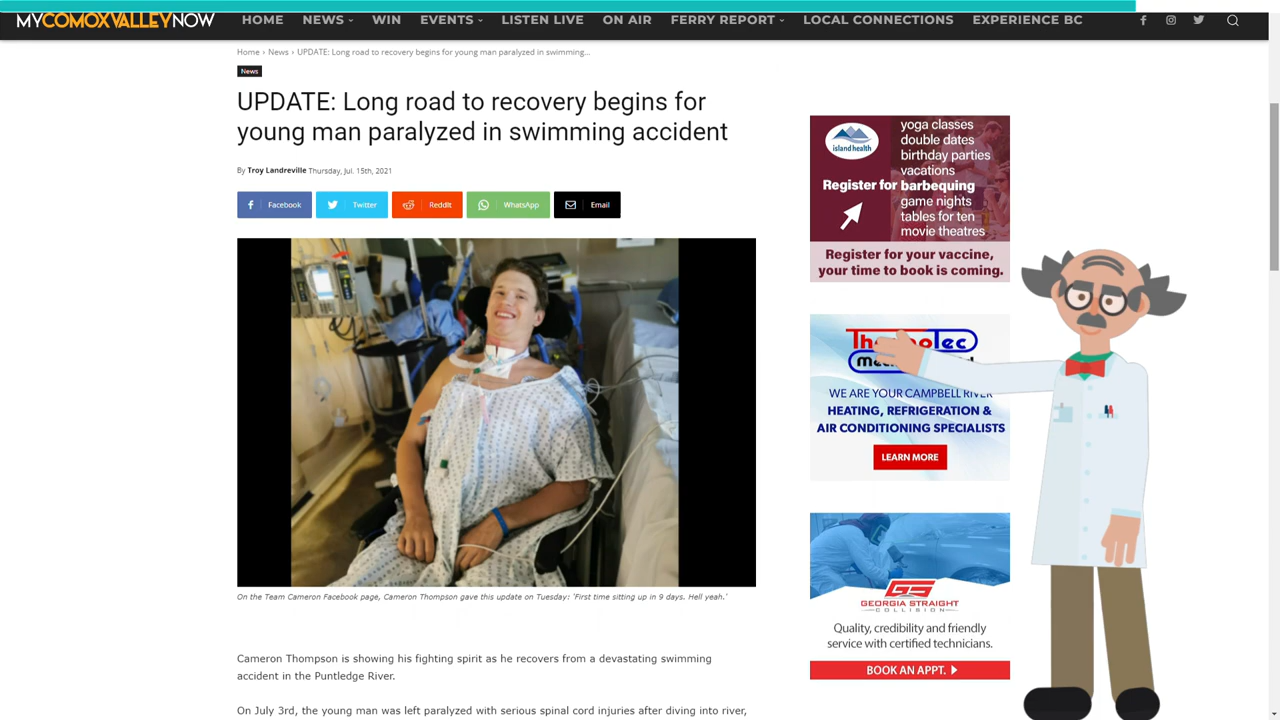 MYCOMOXVALLEYNOW
HOME NEWS WIN EVENTS LISTEN LIVE ON AIR FERRY REPORT LOCAL CONNECTIONS EXPERIENCE BC
Home › News › UPDATE: Long road to recovery begins for young man paralyzed in swimming...
News
UPDATE: Long road to recovery begins for
young man paralyzed in swimming accident
By Troy Landreville Thursday, Jul. 15th, 2021
Facebook Twitter ReddIt WhatsApp Email
On the Team Cameron Facebook page, Cameron Thompson gave this update on Tuesday: 'First time sitting up in 9 days. Hell yeah.'
Cameron Thompson is showing his fighting spirit as he recovers from a devastating swimming
accident in the Puntledge River.
On July 3rd, the young man was left paralyzed with serious spinal cord injuries after diving into river,
island health
yoga classes
double dates
birthday parties
vacations
Register for barbequing
game nights
tables for ten
movie theatres
Register for your vaccine,
your time to book is coming.
WE ARE YOUR CAMPBELL RIVER
HEATING, REFRIGERATION &
AIR CONDITIONING SPECIALISTS
LEARN MORE
GS
GEORGIA STRAIGHT
COLLISION
Quality, credibility and friendly
service with certified technicians.
BOOK AN APPT.